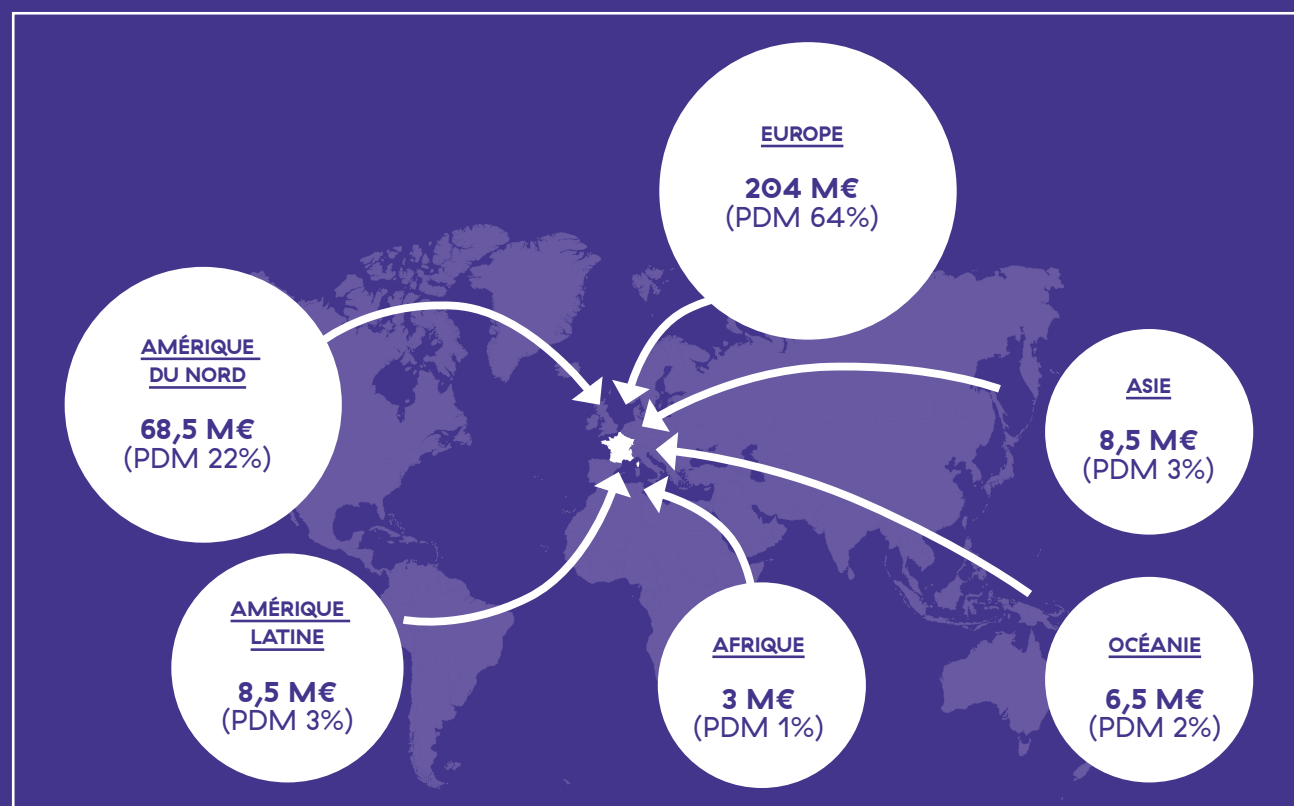 EUROPE
204 M€
(PDM 64%)
AMÉRIQUE
DU NORD
68,5 M€
(PDM 22%)
ASIE
8,5 M€
(PDM 3%)
AMÉRIQUE
LATINE
8,5 M€
(PDM 3%)
AFRIQUE
3 M€
(PDM 1%)
OCÉANIE
6,5 M€
(PDM 2%)